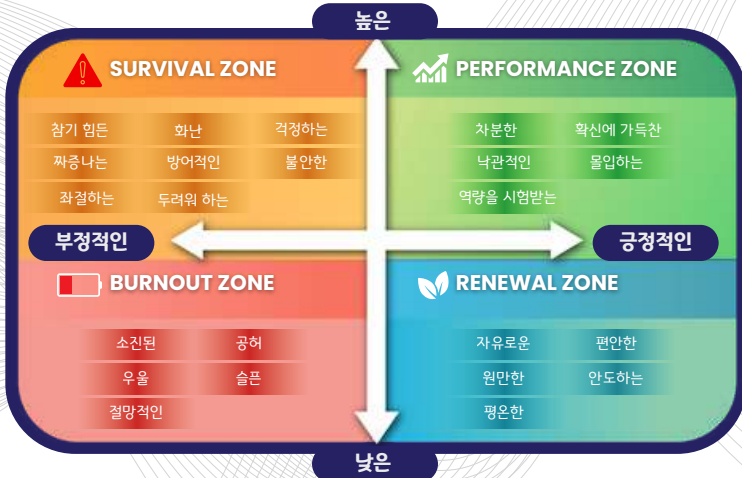 높은
SURVIVAL ZONE
참기 힘든 화난 걱정하는
짜증나는 방어적인 불안한
좌절하는 두려워 하는
PERFORMANCE ZONE
차분한 확신에 가득찬
낙관적인 몰입하는
역량을 시험받는
부정적인
긍정적인
BURNOUT ZONE
소진된 공허
우울 슬픈
절망적인
RENEWAL ZONE
자유로운 편안한
원만한 안도하는
평온한
낮은